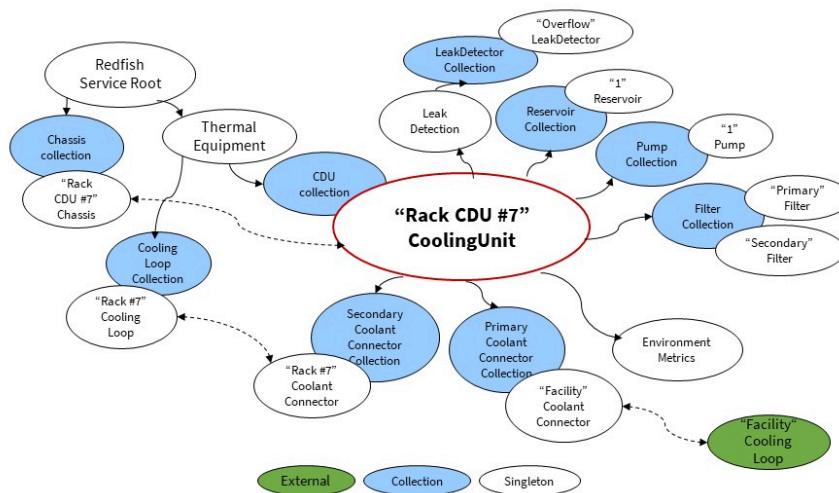 Redfish
Service Root
Thermal
Equipment
Chassis
collection
“Rack
CDU #7”
Chassis
Cooling
Loop
Collection
“Rack #7”
Cooling
Loop
CDU
collection
“Rack CDU #7”
CoolingUnit
Leak
Detection
LeakDetector
Collection
“Overflow”
LeakDetector
Reservoir
Collection
“1”
Reservoir
Pump
Collection
“1”
Pump
Filter
Collection
“Primary”
Filter
“Secondary”
Filter
Environment
Metrics
Secondary
Coolant
Connector
Collection
“Rack #7”
Coolant
Connector
Primary
Coolant
Connector
Collection
“Facility”
Coolant
Connector
“Facility“
Cooling
Loop
External
Collection
Singleton